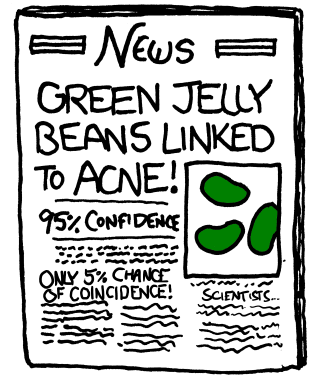 NEWS
GREEN JELLY
BEANS LINKED
TO ACNE!
95% CONFIDENCE
ONLY 5% CHANCE
OF COINCIDENCE!
SCIENTISTS...